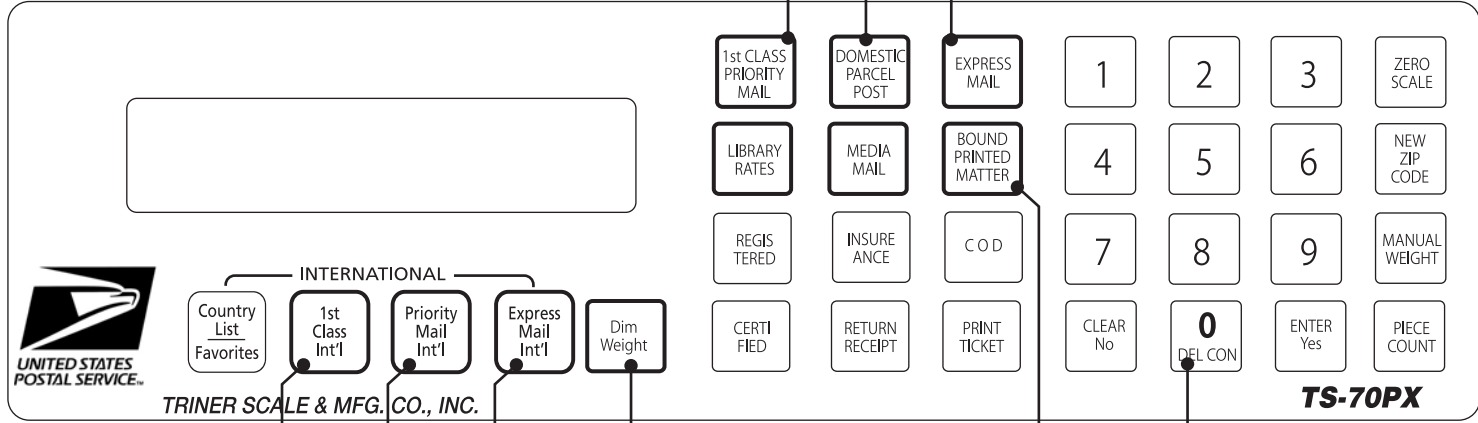 1st CLASS
PRIORITY
MAIL
DOMESTIC
PARCEL
POST
EXPRESS
MAIL
1
2
3
ZERO
SCALE
LIBRARY
RATES
MEDIA
MAIL
BOUND
PRINTED
MATTER
4
5
6
NEW
ZIP
CODE
REGIS
TERED
INSURE
ANCE
COD
7
8
9
MANUAL
WEIGHT
INTERNATIONAL
Country
List
Favorites
1st
Class
Int'l
Priority
Mail
Int'l
Express
Mail
Int'l
Dim
Weight
CERTI
FIED
RETURN
RECEIPT
PRINT
TICKET
CLEAR
No
0
DEL CON
ENTER
Yes
PIECE
COUNT
UNITED STATES
POSTAL SERVICE™
TRINER SCALE & MFG. CO., INC.
TS-70PX